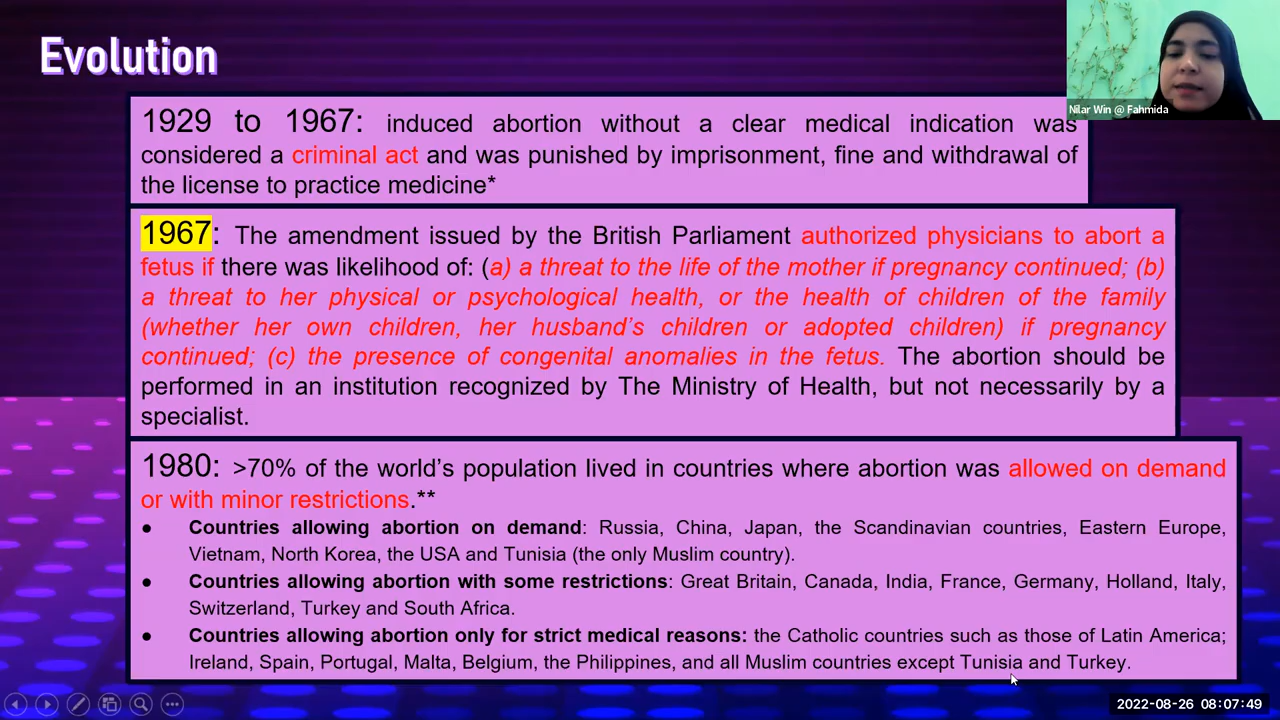 Evolution
Nilar Win @ Fahmida
1929 to 1967: induced abortion without a clear medical indication was
considered a criminal act and was punished by imprisonment, fine and withdrawal of
the license to practice medicine*
1967: The amendment issued by the British Parliament authorized physicians to abort a
fetus if there was likelihood of: (a) a threat to the life of the mother if pregnancy continued; (b)
a threat to her physical or psychological health, or the health of children of the family
(whether her own children, her husband's children or adopted children) if pregnancy
continued; (c) the presence of congenital anomalies in the fetus. The abortion should be
performed in an institution recognized by The Ministry of Health, but not necessarily by a
specialist.
1980: >70% of the world's population lived in countries where abortion was allowed on demand
or with minor restrictions.**
● Countries allowing abortion on demand: Russia, China, Japan, the Scandinavian countries, Eastern Europe,
Vietnam, North Korea, the USA and Tunisia (the only Muslim country).
● Countries allowing abortion with some restrictions: Great Britain, Canada, India, France, Germany, Holland, Italy,
Switzerland, Turkey and South Africa.
● Countries allowing abortion only for strict medical reasons: the Catholic countries such as those of Latin America;
Ireland, Spain, Portugal, Malta, Belgium, the Philippines, and all Muslim countries except Tunisia and Turkey.
2022-08-26 08:07:49